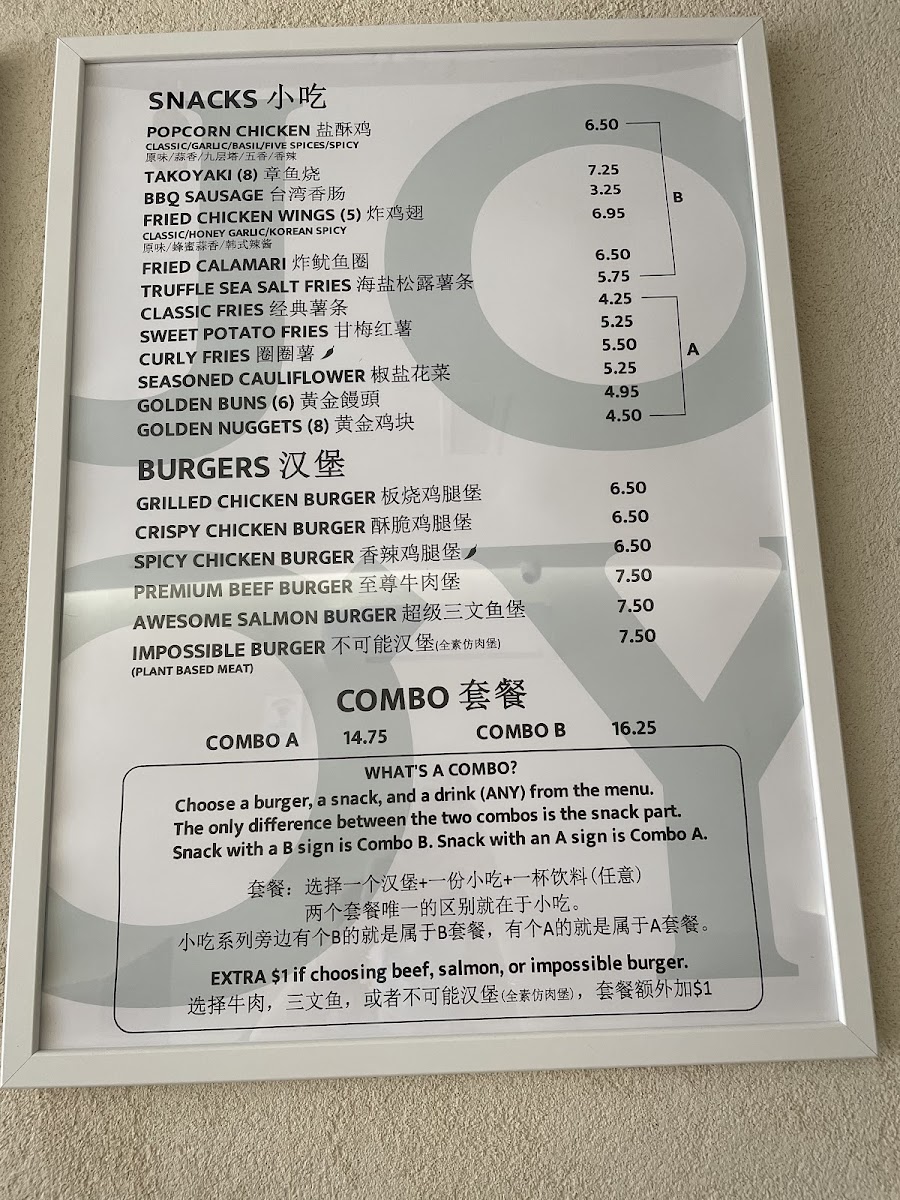 SNACKS 小吃
POPCORN CHICKEN 盐酥鸡 6.50
CLASSIC/GARLIC/BASIL/FIVE SPICES/SPICY
原味/蒜香/九层塔/五香/香辣
TAKOYAKI (8) 章鱼烧 7.25
BBQ SAUSAGE 台湾香肠 3.25
FRIED CHICKEN WINGS (5) 炸鸡翅 6.95
CLASSIC/HONEY GARLIC/KOREAN SPICY
原味/蜂蜜蒜香/韩式辣酱
FRIED CALAMARI 炸鱿鱼圈 6.50
TRUFFLE SEA SALT FRIES 海盐松露薯条 5.75
B
CLASSIC FRIES 经典薯条 4.25
SWEET POTATO FRIES 甘梅红薯 5.25
CURLY FRIES 圈圈薯 5.50
SEASONED CAULIFLOWER 椒盐花菜 5.25
GOLDEN BUNS (6) 黄金饅頭 4.95
GOLDEN NUGGETS (8) 黄金鸡块 4.50
A
BURGERS 汉堡
GRILLED CHICKEN BURGER 板烧鸡腿堡 6.50
CRISPY CHICKEN BURGER 酥脆鸡腿堡 6.50
SPICY CHICKEN BURGER 香辣鸡腿堡 6.50
PREMIUM BEEF BURGER 至尊牛肉堡 7.50
AWESOME SALMON BURGER 超级三文鱼堡 7.50
IMPOSSIBLE BURGER 不可能汉堡(全素仿肉堡) 7.50
(PLANT BASED MEAT)
COMBO 套餐
COMBO A 14.75 COMBO B 16.25
WHAT'S A COMBO?
Choose a burger, a snack, and a drink (ANY) from the menu.
The only difference between the two combos is the snack part.
Snack with a B sign is Combo B. Snack with an A sign is Combo A.
套餐：选择一个汉堡+一份小吃+一杯饮料(任意)
两个套餐唯一的区别就在于小吃。
小吃系列旁边有个B的就是属于B套餐，有个A的就是属于A套餐。
EXTRA $1 if choosing beef, salmon, or impossible burger.
选择牛肉，三文鱼，或者不可能汉堡(全素仿肉堡)，套餐额外加$1
JO
OY